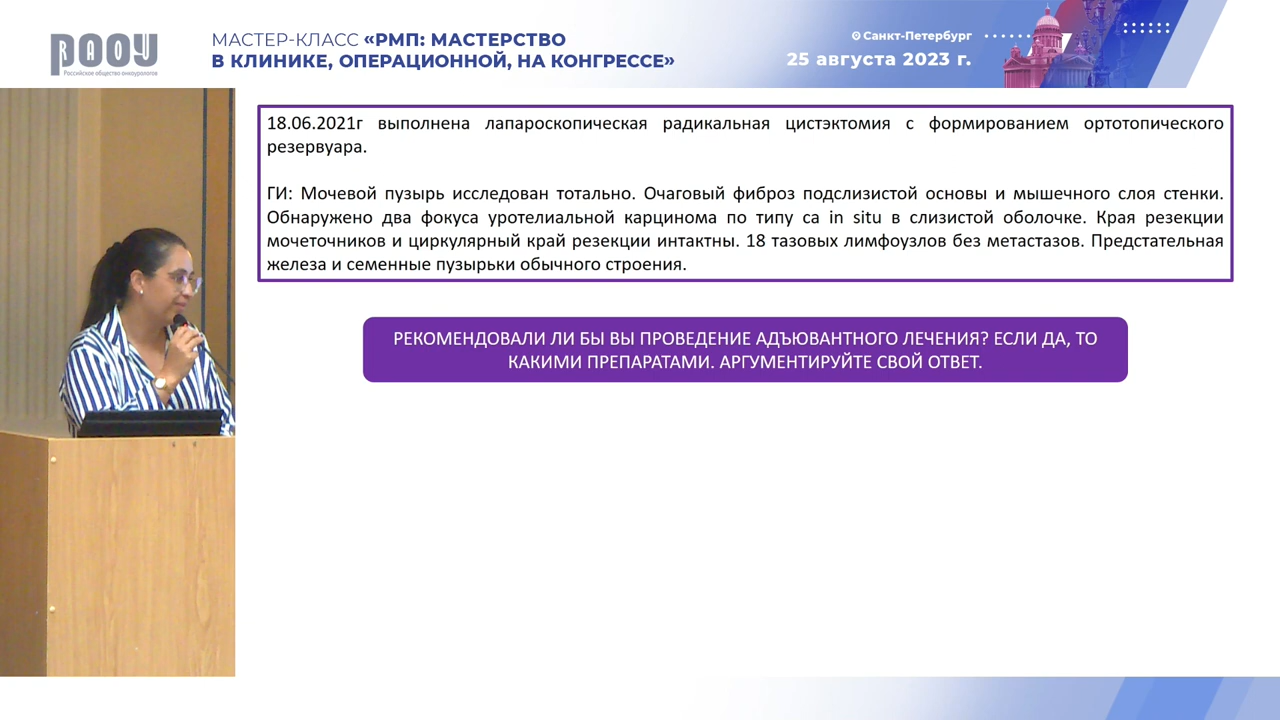 RAOU
Российское общество онкоурологов
МАСТЕР-КЛАСС «РМП: МАСТЕРСТВО
В КЛИНИКЕ, ОПЕРАЦИОННОЙ, НА КОНГРЕССЕ»
Санкт-Петербург
25 августа 2023 г.
18.06.2021г выполнена лапароскопическая радикальная цистэктомия с формированием ортотопического
резервуара.
ГИ: Мочевой пузырь исследован тотально. Очаговый фиброз подслизистой основы и мышечного слоя стенки.
Обнаружено два фокуса уротелиальной карцинома по типу ca in situ в слизистой оболочке. Края резекции
мочеточников и циркулярный край резекции интактны. 18 тазовых лимфоузлов без метастазов. Предстательная
железа и семенные пузырьки обычного строения.
РЕКОМЕНДОВАЛИ ЛИ БЫ ВЫ ПРОВЕДЕНИЕ АДЪЮВАНТНОГО ЛЕЧЕНИЯ? ЕСЛИ ДА, ТО
КАКИМИ ПРЕПАРАТАМИ. АРГУМЕНТИРУЙТЕ СВОЙ ОТВЕТ.